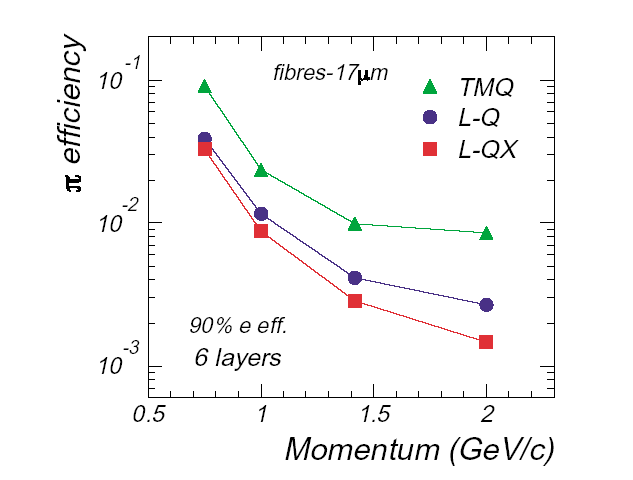 fibres-17μm
TMQ
L-Q
L-QX
π efficiency
10-1
10-2
10-3
90% e eff.
6 layers
0.5 1 1.5 2
Momentum (GeV/c)